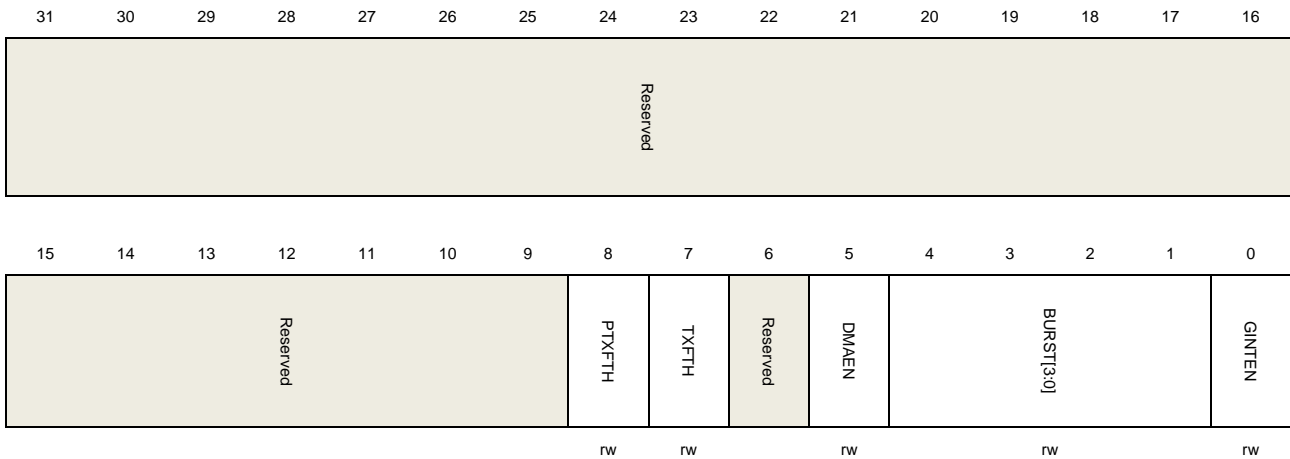 31 30 29 28 27 26 25 24 23 22 21 20 19 18 17 16
Reserved
15 14 13 12 11 10 9 8 7 6 5 4 3 2 1 0
Reserved PTXFTH TXFTH Reserved DMAEN BURST[3:0] GINTEN
rw rw rw rw rw